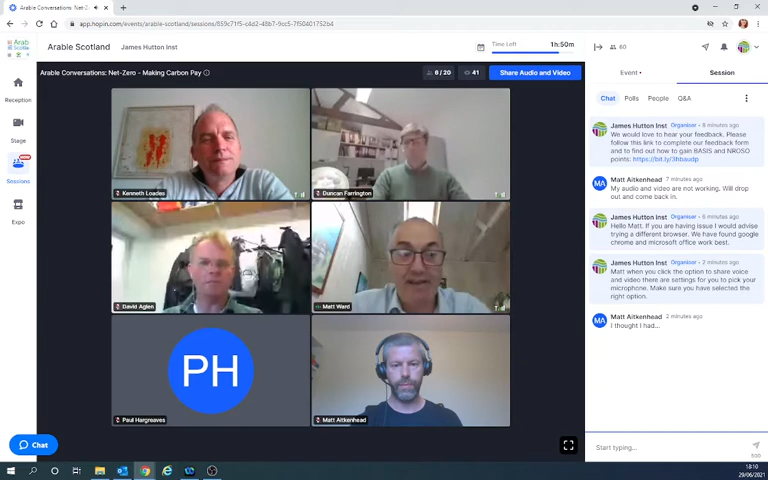 app.hopin.com/events/arable-scotland/sessions/859c71f5-c4d2-48b7-9cc5-7f50401752b4
Arable Scotland
James Hutton Inst
Time Left
1h:50m
60
Arable Conversations: Net-Zero - Making Carbon Pay
6 / 20
41
Share Audio and Video
Reception
Stage
Sessions
Expo
Kenneth Loades
Duncan Farrington
David Aglen
Matt Ward
PH
Paul Hargreaves
Matt Aitkenhead
Chat
Event
Session
Chat
Polls
People
Q&A
James Hutton Inst Organiser • 8 minutes ago
We would love to hear your feedback. Please
follow this link to complete our feedback form
and to find out how to gain BASIS and NROSO
points:
MA
Matt Aitkenhead 7 minutes ago
My audio and video are not working. Will drop
out and come back in.
James Hutton Inst Organiser • 6 minutes ago
Hello Matt. If you are having issue I would advise
trying a different browser. We have found google
chrome and microsoft office work best.
James Hutton Inst Organiser • 2 minutes ago
Matt when you click the option to share voice
and video there are settings for you to pick your
microphone. Make sure you have selected the
right option.
MA
Matt Aitkenhead 2 minutes ago
I thought I had...
Start typing...
500
18:10
29/06/2021